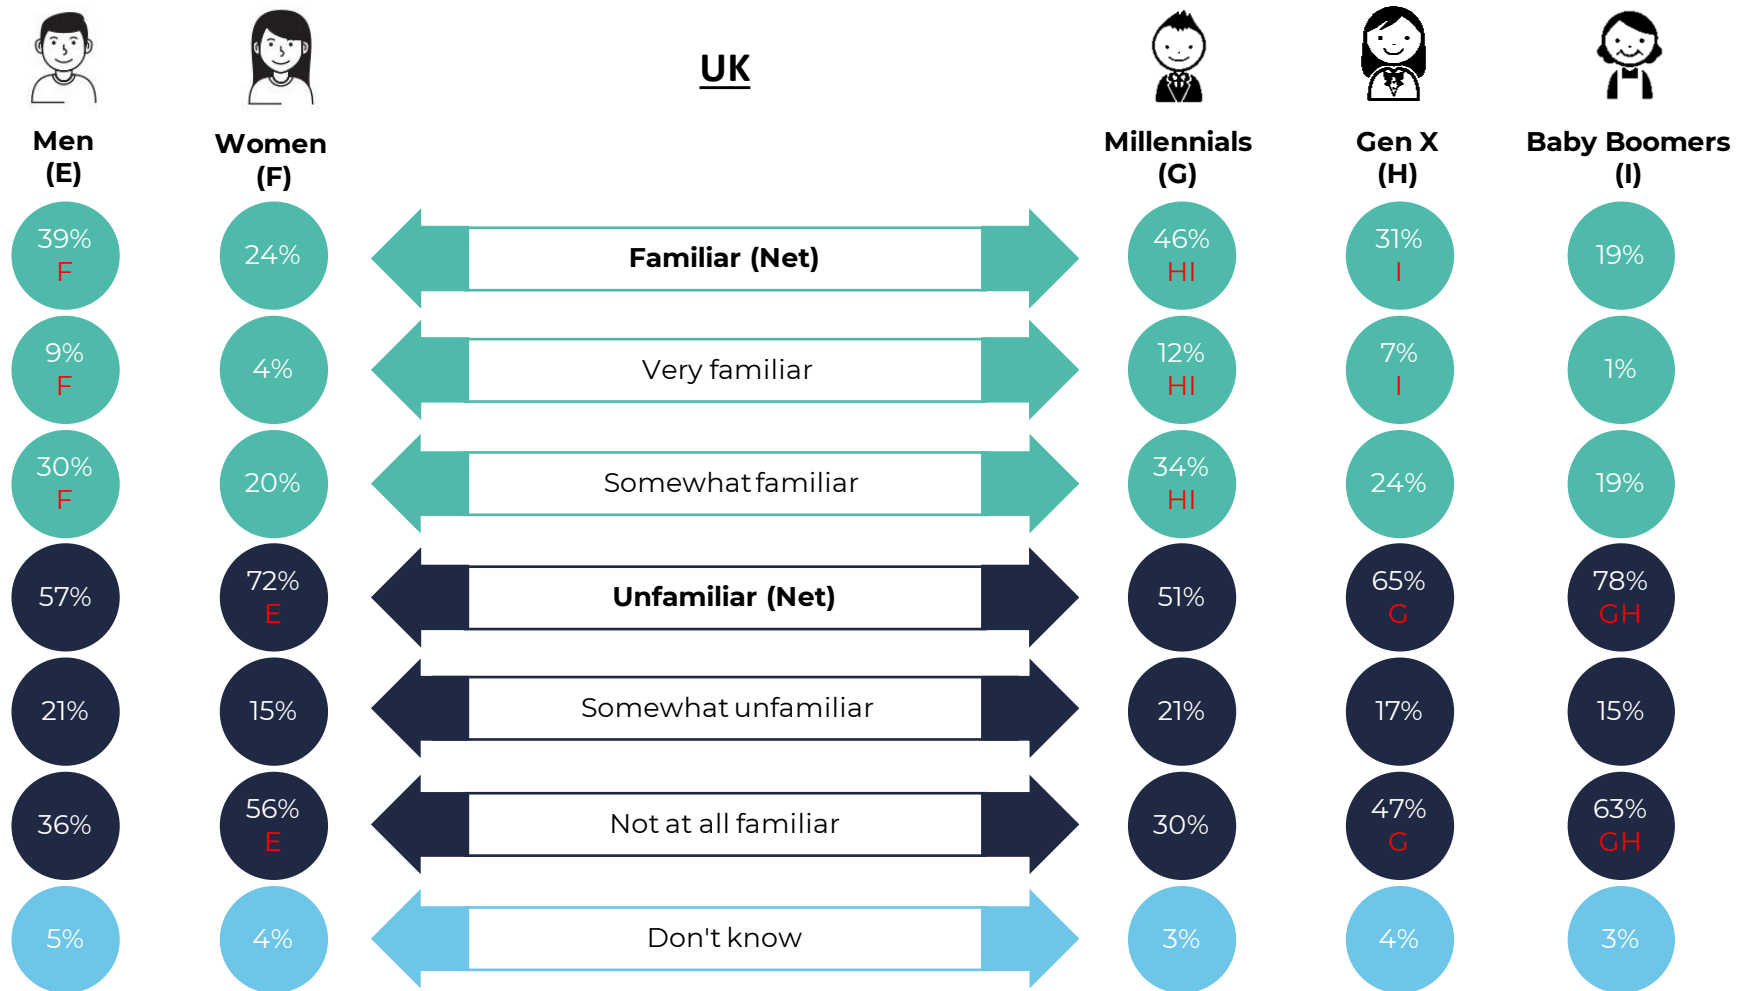 UK
Men
(E)
Women
(F)
Millennials
(G)
Gen X
(H)
Baby Boomers
(I)
39%
F
24%
Familiar (Net)
46%
HI
31%
I
19%
9%
F
4%
Very familiar
12%
HI
7%
I
1%
30%
F
20%
Somewhat familiar
34%
HI
24%
19%
57%
72%
E
Unfamiliar (Net)
51%
65%
G
78%
GH
21%
15%
Somewhat unfamiliar
21%
17%
15%
36%
56%
E
Not at all familiar
30%
47%
G
63%
GH
5%
4%
Don't know
3%
4%
3%